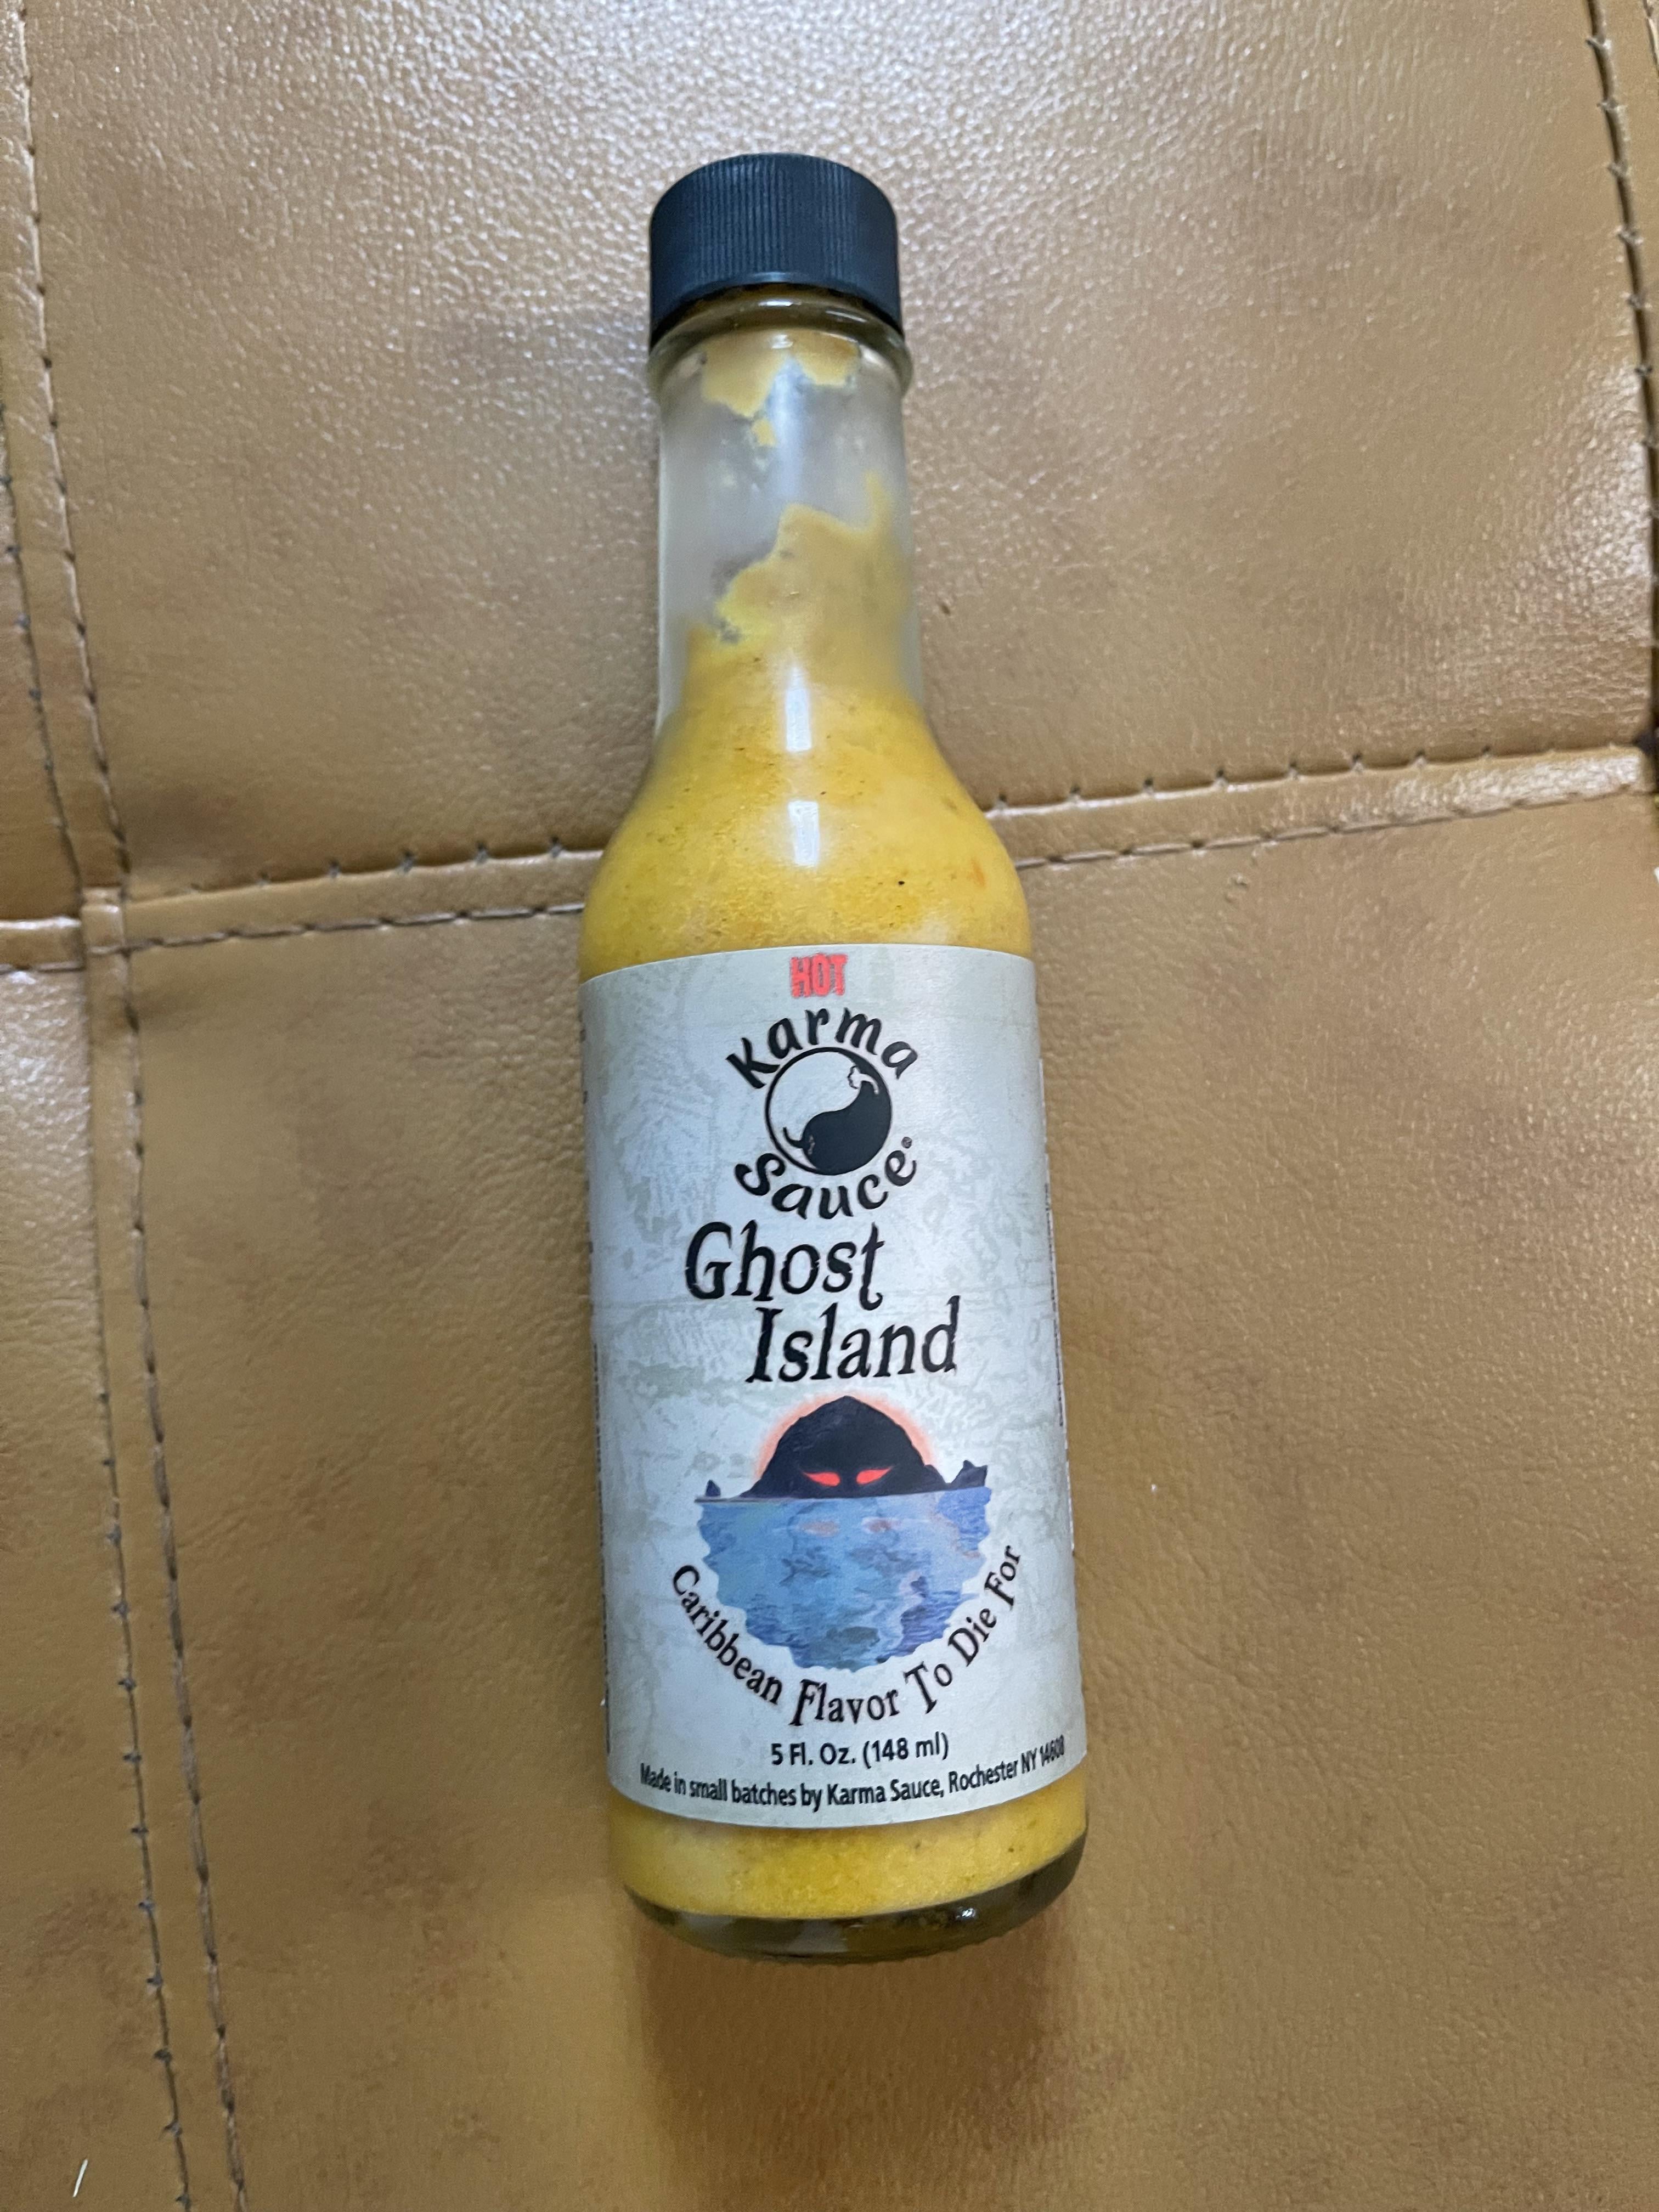 HOT
Karma
Sauce®
Ghost
Island
Caribbean Flavor To Die For
5 Fl. Oz. (148 ml)
Made in small batches by Karma Sauce, Rochester NY 14608